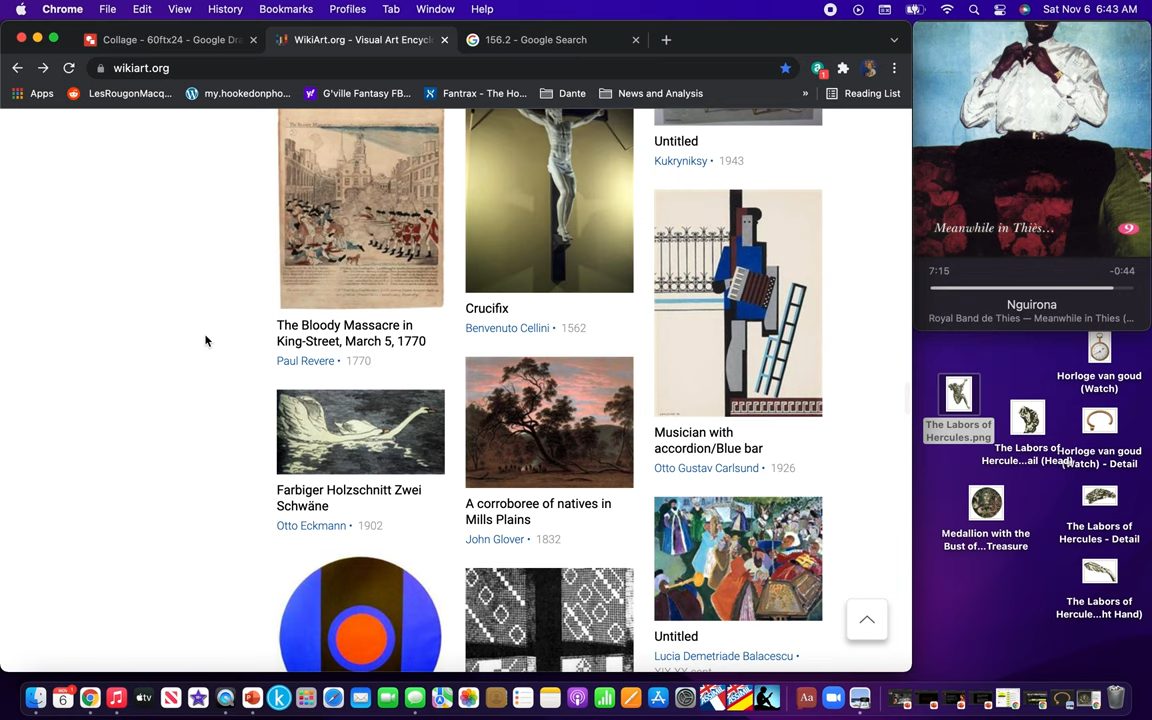 Chrome File Edit View History Bookmarks Profiles Tab Window Help
Sat Nov 6 6:43 AM
Collage - 60ftx24 - Google Dra
WikiArt.org - Visual Art Encycl
156.2 - Google Search
wikiart.org
Apps
LesRougonMacq...
my.hookedonpho...
G'ville Fantasy FB...
Fantrax - The Ho...
Dante
News and Analysis
»
Reading List
The Bloody Massacre in
King-Street, March 5, 1770
Paul Revere • 1770
Farbiger Holzschnitt Zwei
Schwäne
Otto Eckmann • 1902
Crucifix
Benvenuto Cellini • 1562
A corroboree of natives in
Mills Plains
John Glover • 1832
Untitled
Kukryniksy • 1943
Musician with
accordion/Blue bar
Otto Gustav Carlsund • 1926
Untitled
Lucia Demetriade Balacescu •
XIX-XX cent.
Meanwhile in Thies...
9
7:15
-0:44
Nguirona
Royal Band de Thies — Meanwhile in Thies (...
Horloge van goud
(Watch)
The Labors of
Hercules.png
The Labors of
Hercule...ail (Head)
Horloge van goud
(Watch) - Detail
Medallion with the
Bust of...Treasure
The Labors of
Hercules - Detail
The Labors of
Hercule...ht Hand)